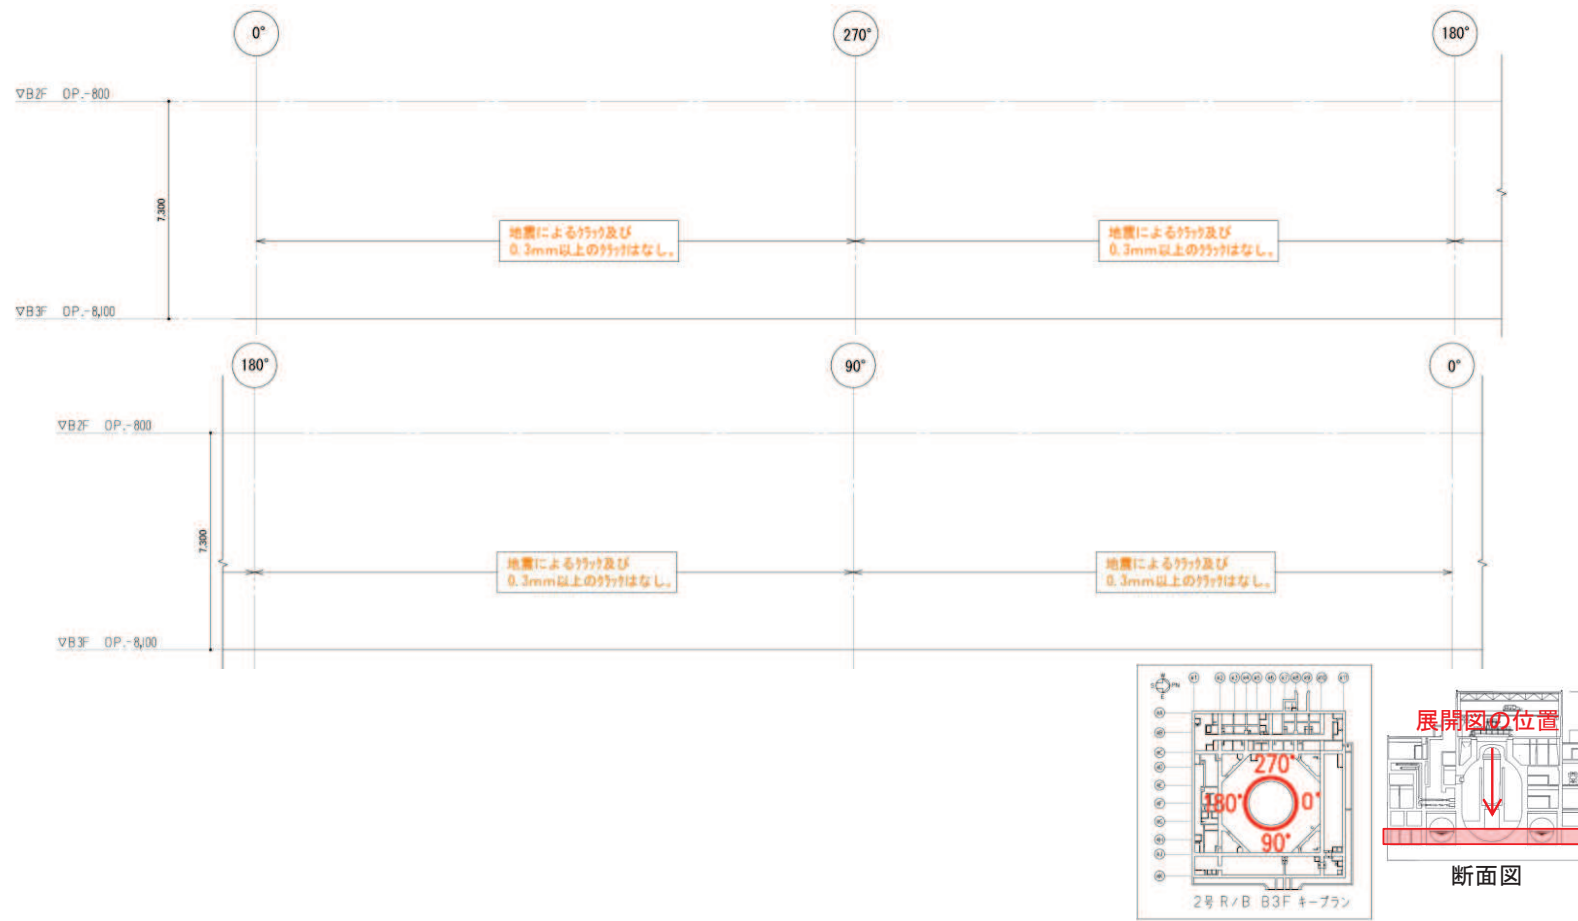 0° 270° 180°
▽B2F OP.-800
7,300
地震によるクラック及び
0.3mm以上のクラックはなし。
地震によるクラック及び
0.3mm以上のクラックはなし。
▽B3F OP.-8,100
180° 90° 0°
▽B2F OP.-800
7,300
地震によるクラック及び
0.3mm以上のクラックはなし。
地震によるクラック及び
0.3mm以上のクラックはなし。
▽B3F OP.-8,100
270°
180° 0°
90°
2号 R/B B3F キープラン
展開図の位置
断面図